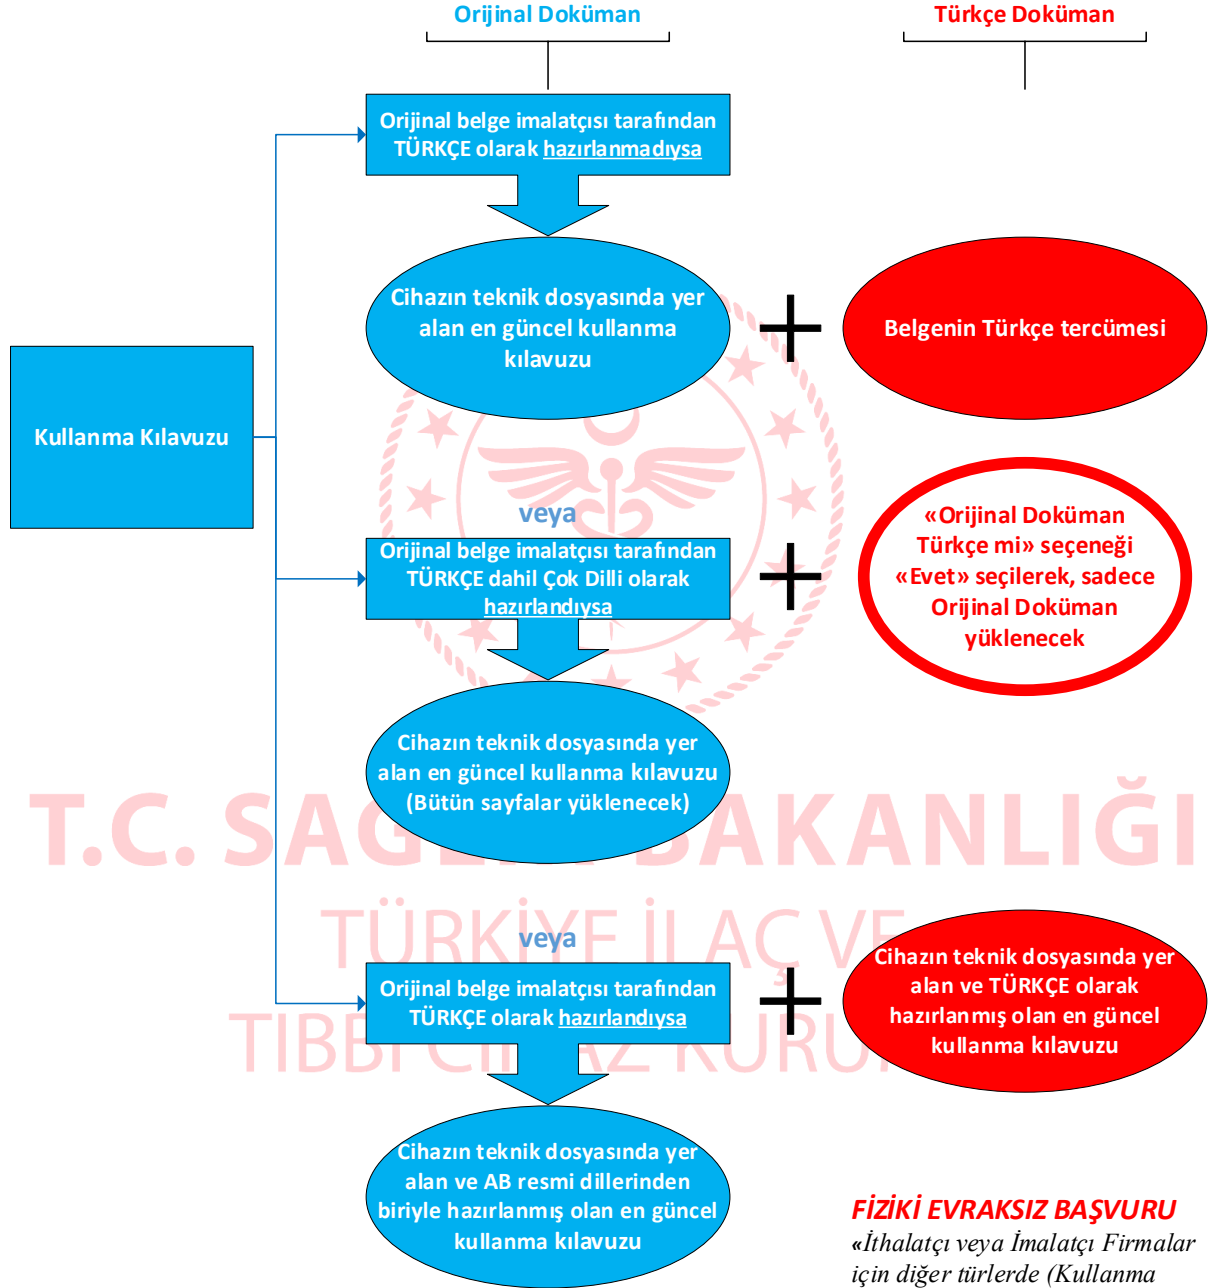 Orijinal Doküman
Türkçe Doküman
Orijinal belge imalatçısı tarafından
TÜRKÇE olarak hazırlanmadıysa
Cihazın teknik dosyasında yer
alan en güncel kullanma
kılavuzu
Belgenin Türkçe tercümesi
Kullanma Kılavuzu
veya
Orijinal belge imalatçısı tarafından
TÜRKÇE dahil Çok Dilli olarak
hazırlandıysa
«Orijinal Doküman
Türkçe mi» seçeneği
«Evet» seçilerek, sadece
Orijinal Doküman
yüklenecek
Cihazın teknik dosyasında yer
alan en güncel kullanma kılavuzu
(Bütün sayfalar yüklenecek)
T.C. SAĞLIK BAKANLIĞI
TÜRKİYE İLAÇ VE
TIBBİ CİHAZ KURUMU
veya
Orijinal belge imalatçısı tarafından
TÜRKÇE olarak hazırlandıysa
Cihazın teknik dosyasında yer
alan ve TÜRKÇE olarak
hazırlanmış olan en güncel
kullanma kılavuzu
Cihazın teknik dosyasında yer
alan ve AB resmi dillerinden
biriyle hazırlanmış olan en güncel
kullanma kılavuzu
FİZİKİ EVRAKSIZ BAŞVURU
«İthalatçı veya İmalatçı Firmalar
için diğer türlerde (Kullanma